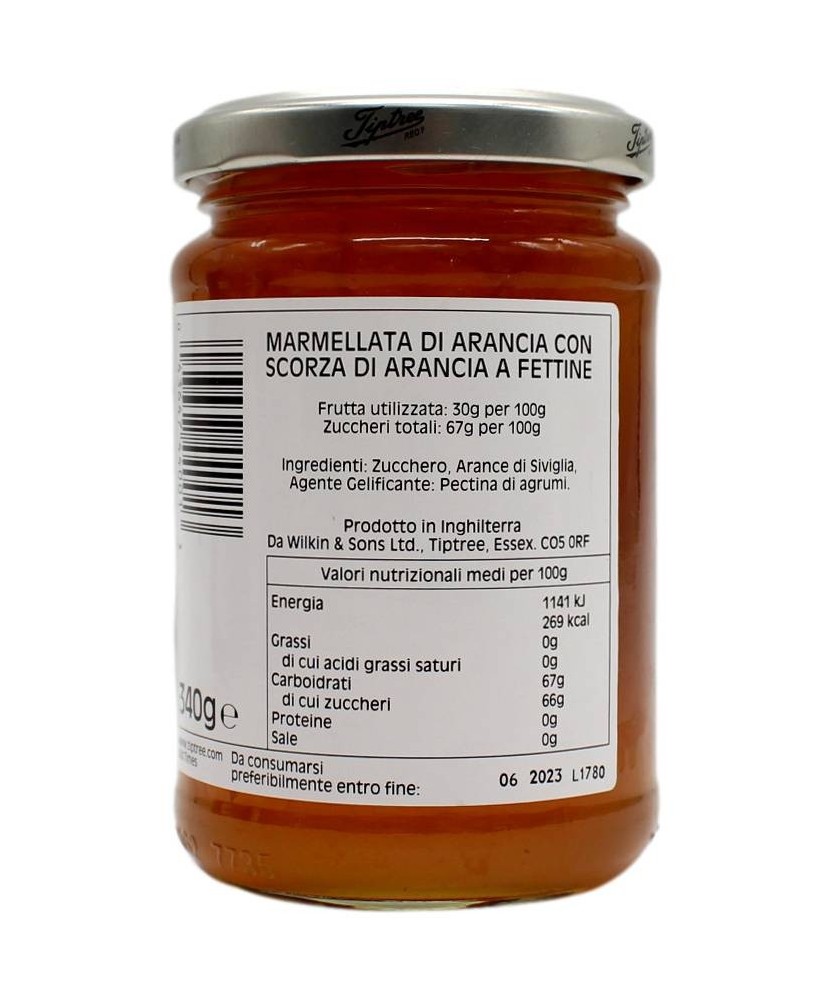 Tiptree
MARMELLATA DI ARANCIA CON
SCORZA DI ARANCIA A FETTINE
Frutta utilizzata: 30g per 100g
Zuccheri totali: 67g per 100g
Ingredienti: Zucchero, Arance di Siviglia,
Agente Gelificante: Pectina di agrumi.
Prodotto in Inghilterra
Da Wilkin & Sons Ltd., Tiptree, Essex. CO5 0RF
Valori nutrizionali medi per 100g
Energia 1141 kJ
269 kcal
Grassi 0g
di cui acidi grassi saturi 0g
Carboidrati 67g
di cui zuccheri 66g
Proteine 0g
Sale 0g
340g e
Da consumarsi
preferibilmente entro fine: 06 2023 L1780